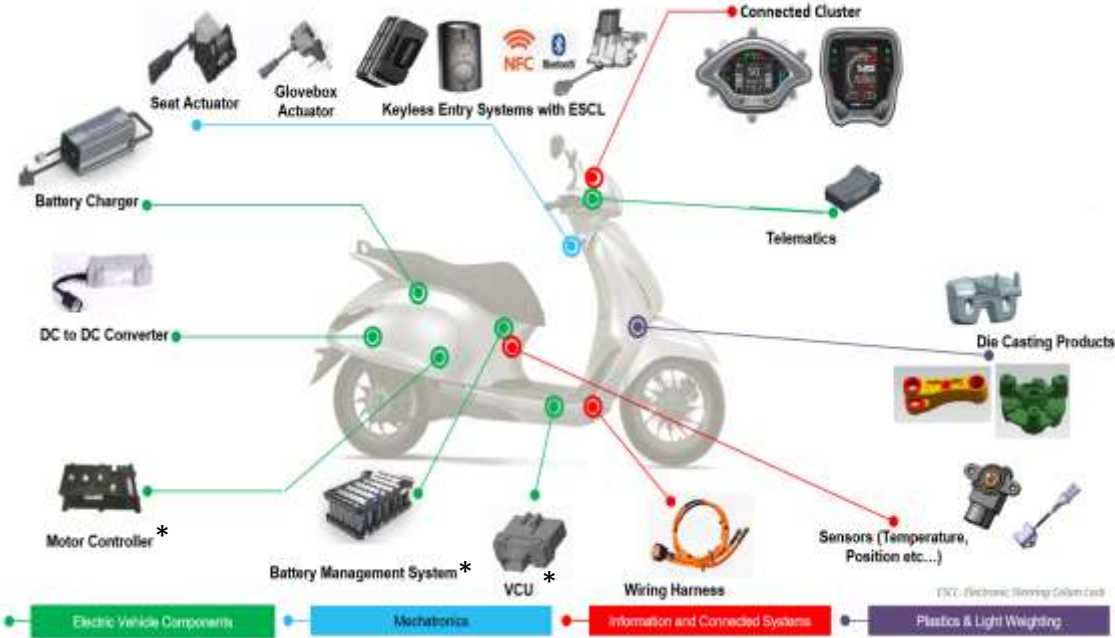 Connected Cluster
NFC
Bluetooth
Seat Actuator
Glovebox
Actuator
Keyless Entry Systems with ESCL
Battery Charger
Telematics
DC to DC Converter
Die Casting Products
Motor Controller *
Battery Management System *
VCU *
Wiring Harness
Sensors (Temperature,
Position etc...)
ESCL: Electronic Steering Column Lock
Electric Vehicle Components
Mechatronics
Information and Connected Systems
Plastics & Light Weighting